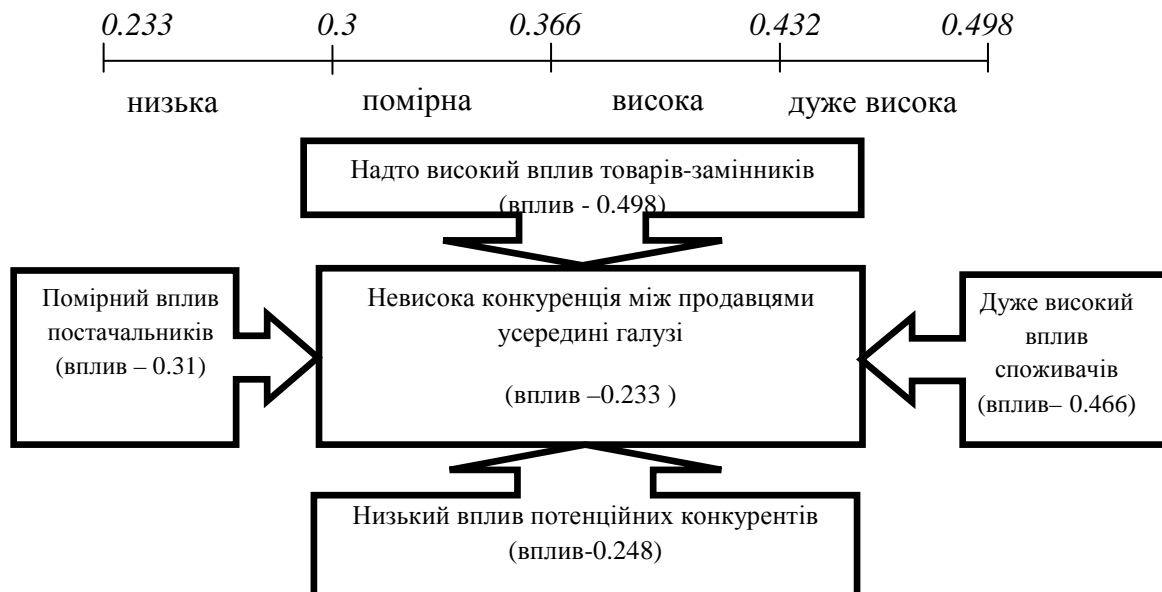 0.233 0.3 0.366 0.432 0.498
низька помірна висока дуже висока
Надто високий вплив товарів-замінників
(вплив - 0.498)
Помірний вплив
постачальників
(вплив – 0.31)
Невисока конкуренція між продавцями
усередині галузі
(вплив –0.233 )
Дуже високий
вплив
споживачів
(вплив– 0.466)
Низький вплив потенційних конкурентів
(вплив-0.248)